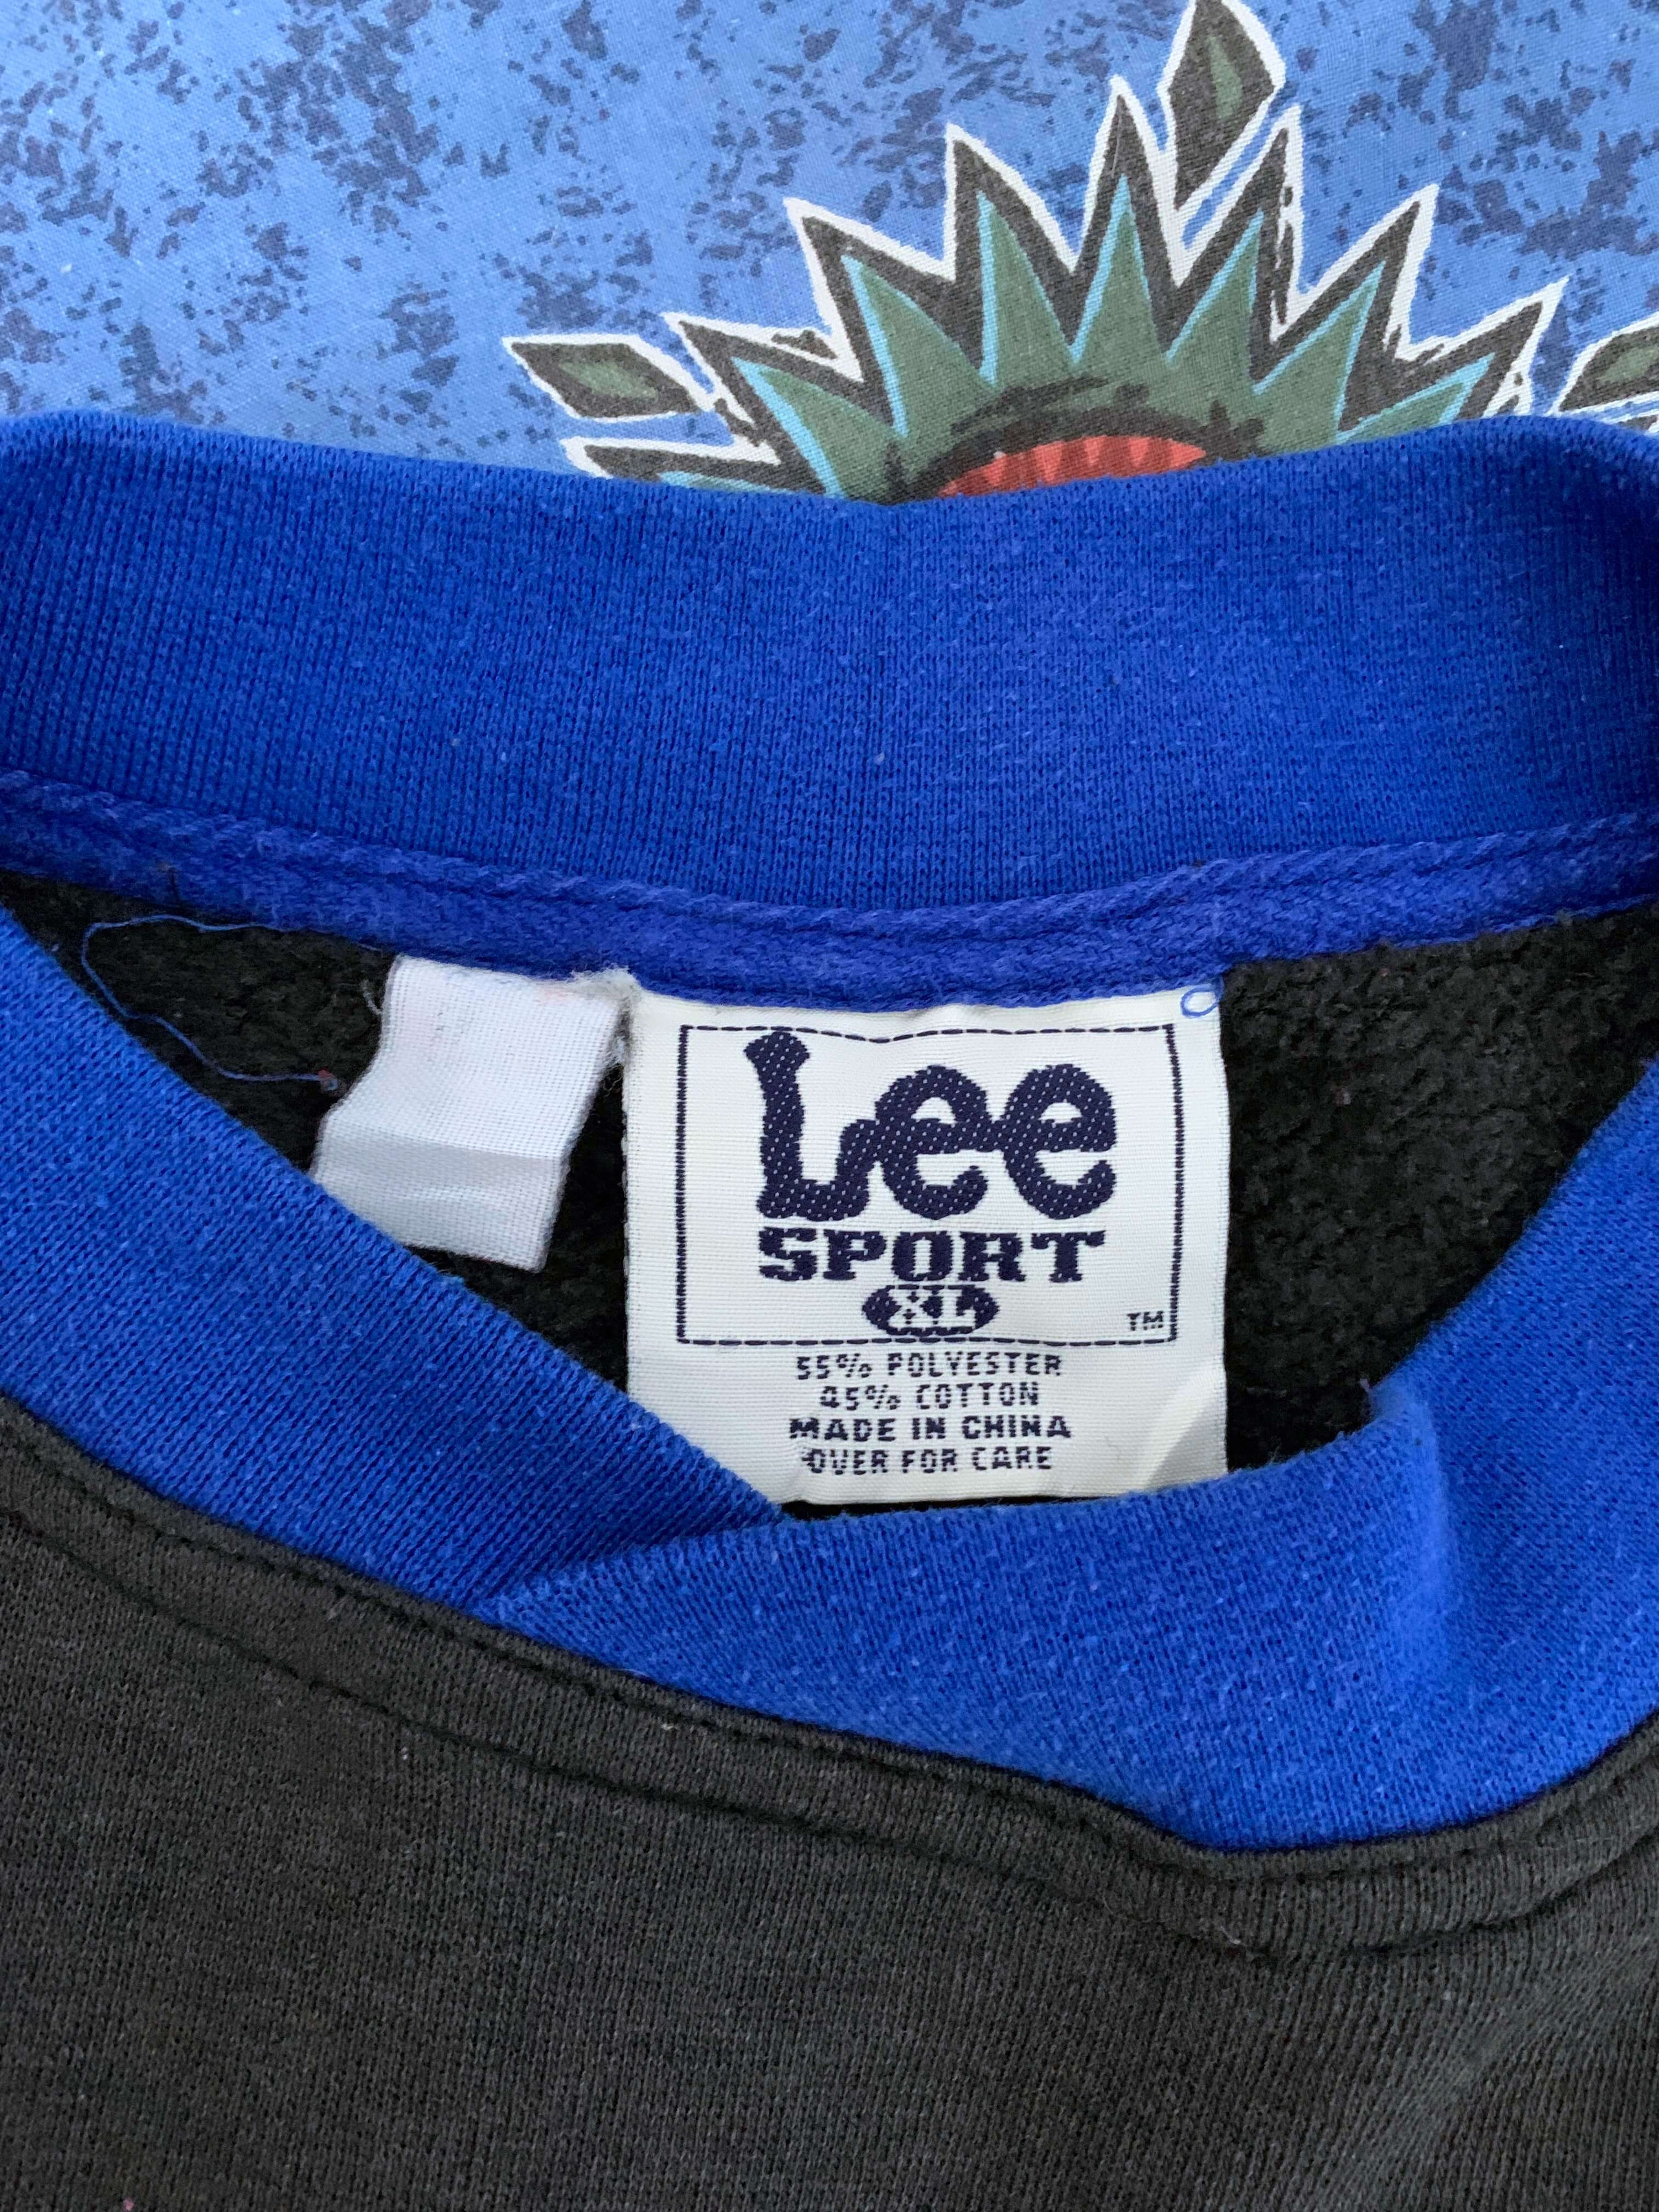 Lee
SPORT
XL
TM
55% POLYESTER
45% COTTON
MADE IN CHINA
OVER FOR CARE